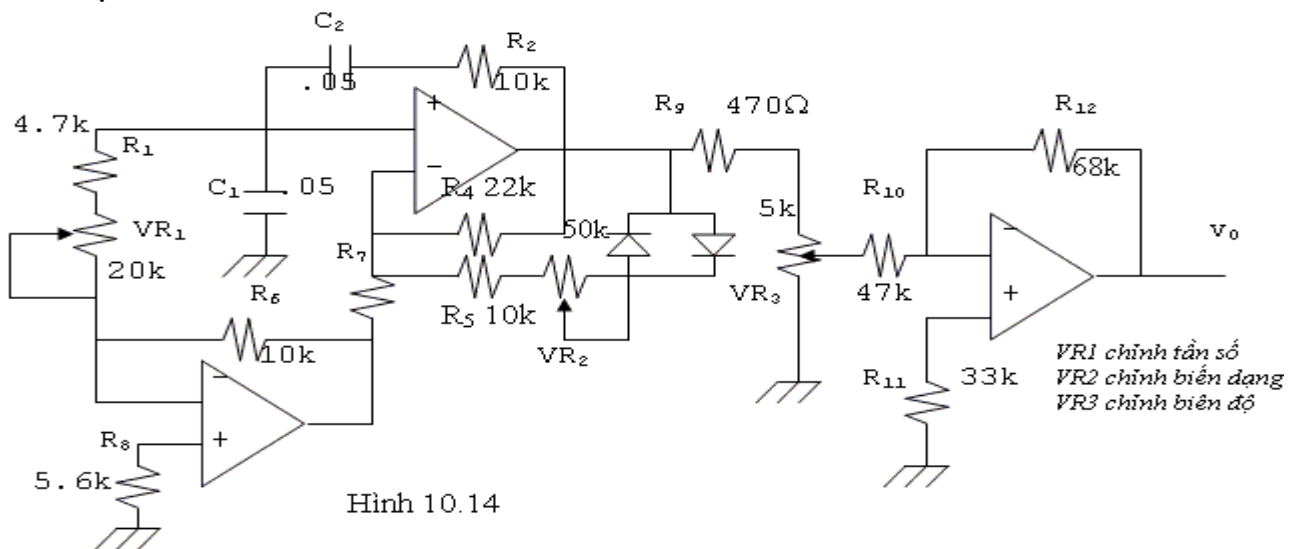 C₂
.05
R₂
10k
4.7k
R₁
+
−
C₁
.05
VR₁
20k
R₄ 22k
R₇
50k
R₅ 10k
VR₂
R₆
10k
−
+
R₈
5.6k
R₉
470Ω
5k
VR₃
R₁₀
47k
R₁₂
68k
−
+
R₁₁
33k
v₀
VR1 chỉnh tần số
VR2 chỉnh biến dạng
VR3 chỉnh biên độ
Hình 10.14